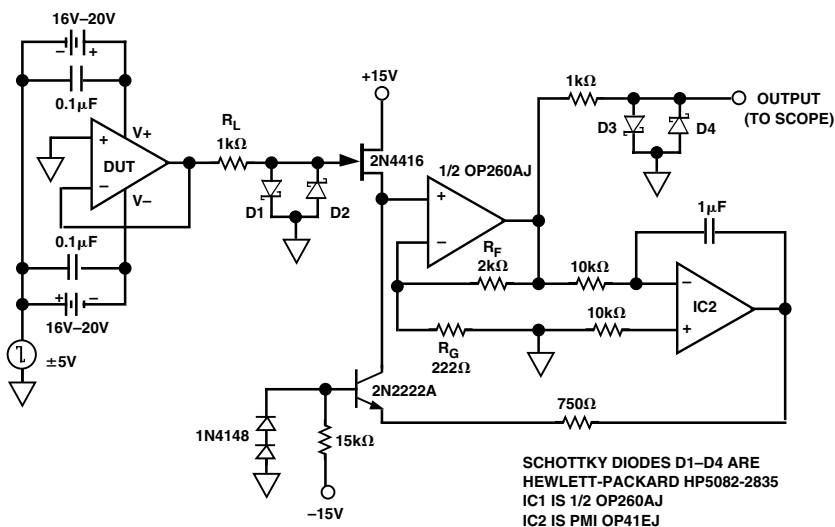 16V–20V
– +
0.1µF
+15V
1kΩ
OUTPUT
(TO SCOPE)
R_L
1kΩ
V+
+
DUT
–
V–
2N4416
D3
D4
1/2 OP260AJ
+
–
D1
D2
1µF
0.1µF
R_F
2kΩ
10kΩ
–
IC2
+
+ –
16V–20V
10kΩ
R_G
222Ω
±5V
2N2222A
750Ω
1N4148
15kΩ
–15V
SCHOTTKY DIODES D1–D4 ARE
HEWLETT-PACKARD HP5082-2835
IC1 IS 1/2 OP260AJ
IC2 IS PMI OP41EJ